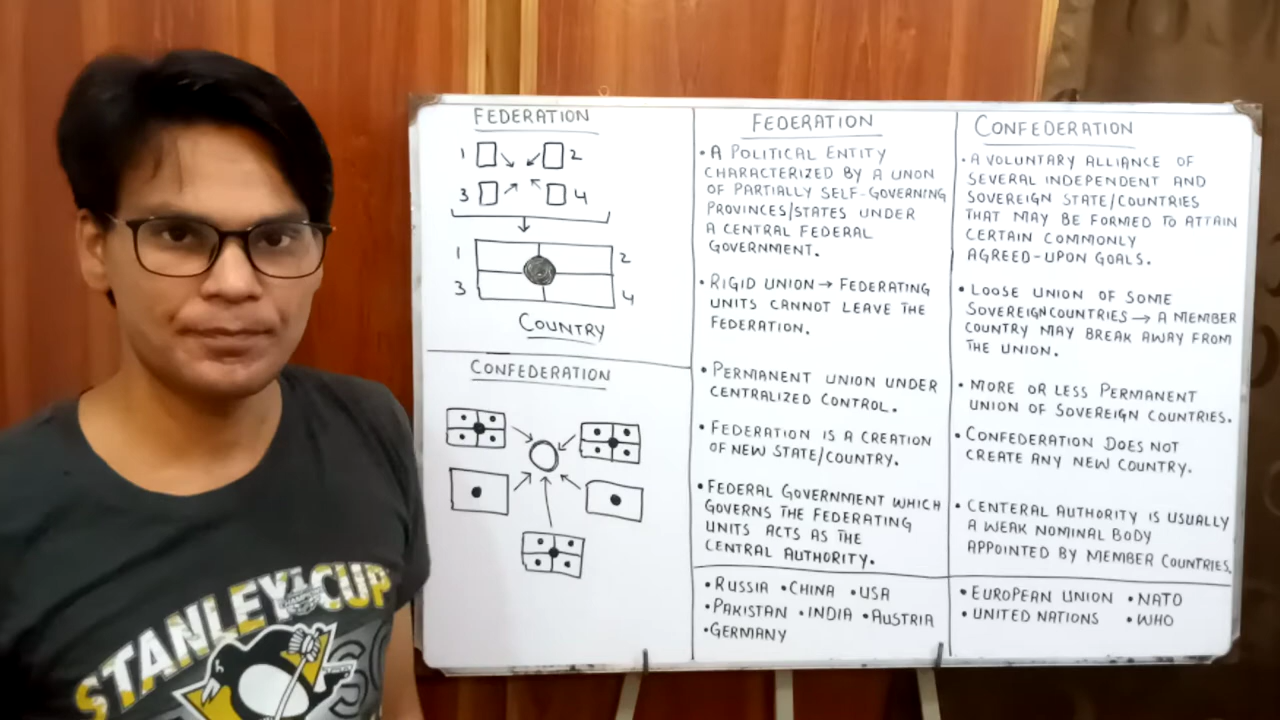 FEDERATION
1 2
3 4
1 2
3 4
COUNTRY
CONFEDERATION
FEDERATION
• A POLITICAL ENTITY
CHARACTERIZED BY A UNON
OF PARTIALLY SELF-GOVERNING
PROVINCES/STATES UNDER
A CENTRAL FEDERAL
GOVERNMENT.
• RIGID UNION → FEDERATING
UNITS CANNOT LEAVE THE
FEDERATION.
• PERMANENT UNION UNDER
CENTRALIZED CONTROL.
• FEDERATION IS A CREATION
OF NEW STATE/COUNTRY.
• FEDERAL GOVERNMENT WHICH
GOVERNS THE FEDERATING
UNITS ACTS AS THE
CENTRAL AUTHORITY.
• RUSSIA • CHINA • USA
• PAKISTAN • INDIA • AUSTRIA
• GERMANY
CONFEDERATION
• A VOLUNTARY ALLIANCE OF
SEVERAL INDEPENDENT AND
SOVEREIGN STATE/COUNTRIES
THAT MAY BE FORMED TO ATTAIN
CERTAIN COMMONLY
AGREED-UPON GOALS.
• LOOSE UNION OF SOME
SOVEREIGN COUNTRIES → A MEMBER
COUNTRY MAY BREAK AWAY FROM
THE UNION.
• MORE OR LESS PERMANENT
UNION OF SOVEREIGN COUNTRIES.
• CONFEDERATION DOES NOT
CREATE ANY NEW COUNTRY.
• CENTERAL AUTHORITY IS USUALLY
A WEAK NOMINAL BODY
APPOINTED BY MEMBER COUNTRIES.
• EUROPEAN UNION • NATO
• UNITED NATIONS • WHO
STANLEY CUP